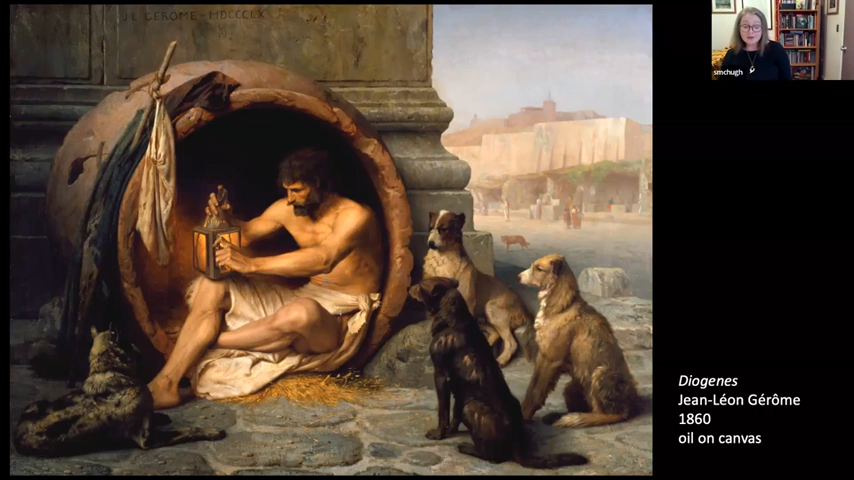 J.L. GEROME-MDCCCLX
smchugh
Diogenes
Jean-Léon Gérôme
1860
oil on canvas